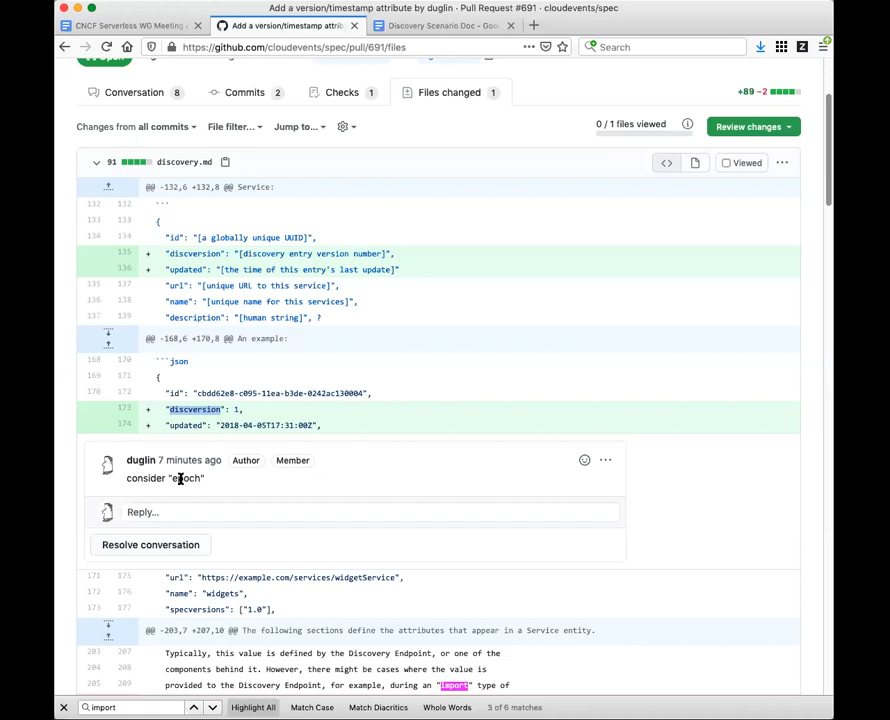 Add a version/timestamp attribute by duglin · Pull Request #691 · cloudevents/spec
CNCF Serverless WG Meeting
Add a version/timestamp attrib
Discovery Scenario Doc - Goo
https://github.com/cloudevents/spec/pull/691/files
Search
Conversation 8
Commits 2
Checks 1
Files changed 1
+89 −2
Changes from all commits
File filter...
Jump to...
0 / 1 files viewed
Review changes
91 discovery.md
Viewed
@@ -132,6 +132,8 @@ Service:
132 132 ```
133 133 {
134 134 "id": "[a globally unique UUID]",
135 + "discversion": "[discovery entry version number]",
136 + "updated": "[the time of this entry's last update]"
135 137 "url": "[unique URL to this service]",
136 138 "name": "[unique name for this services]",
137 139 "description": "[human string]", ?
@@ -168,6 +170,8 @@ An example:
168 170 ```json
169 171 {
170 172 "id": "cbdd62e8-c095-11ea-b3de-0242ac130004",
173 + "discversion": 1,
174 + "updated": "2018-04-05T17:31:00Z",
duglin 7 minutes ago Author Member
consider "epoch"
Reply...
Resolve conversation
171 175 "url": "https://example.com/services/widgetService",
172 176 "name": "widgets",
173 177 "specversions": ["1.0"],
@@ -203,7 +207,10 @@ The following sections define the attributes that appear in a Service entity.
203 207 Typically, this value is defined by the Discovery Endpoint, or one of the
204 208 components behind it. However, there might be cases where the value is
205 209 provided to the Discovery Endpoint, for example, during an "import" type of
import
Highlight All
Match Case
Match Diacritics
Whole Words
3 of 6 matches